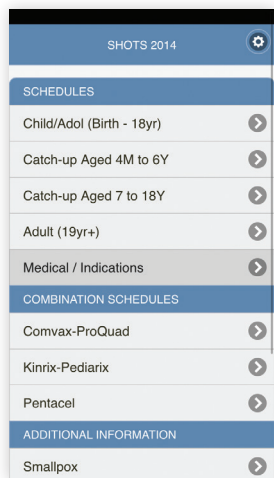 SHOTS 2014
SCHEDULES
Child/Adol (Birth - 18yr)
Catch-up Aged 4M to 6Y
Catch-up Aged 7 to 18Y
Adult (19yr+)
Medical / Indications
COMBINATION SCHEDULES
Comvax-ProQuad
Kinrix-Pediarix
Pentacel
ADDITIONAL INFORMATION
Smallpox